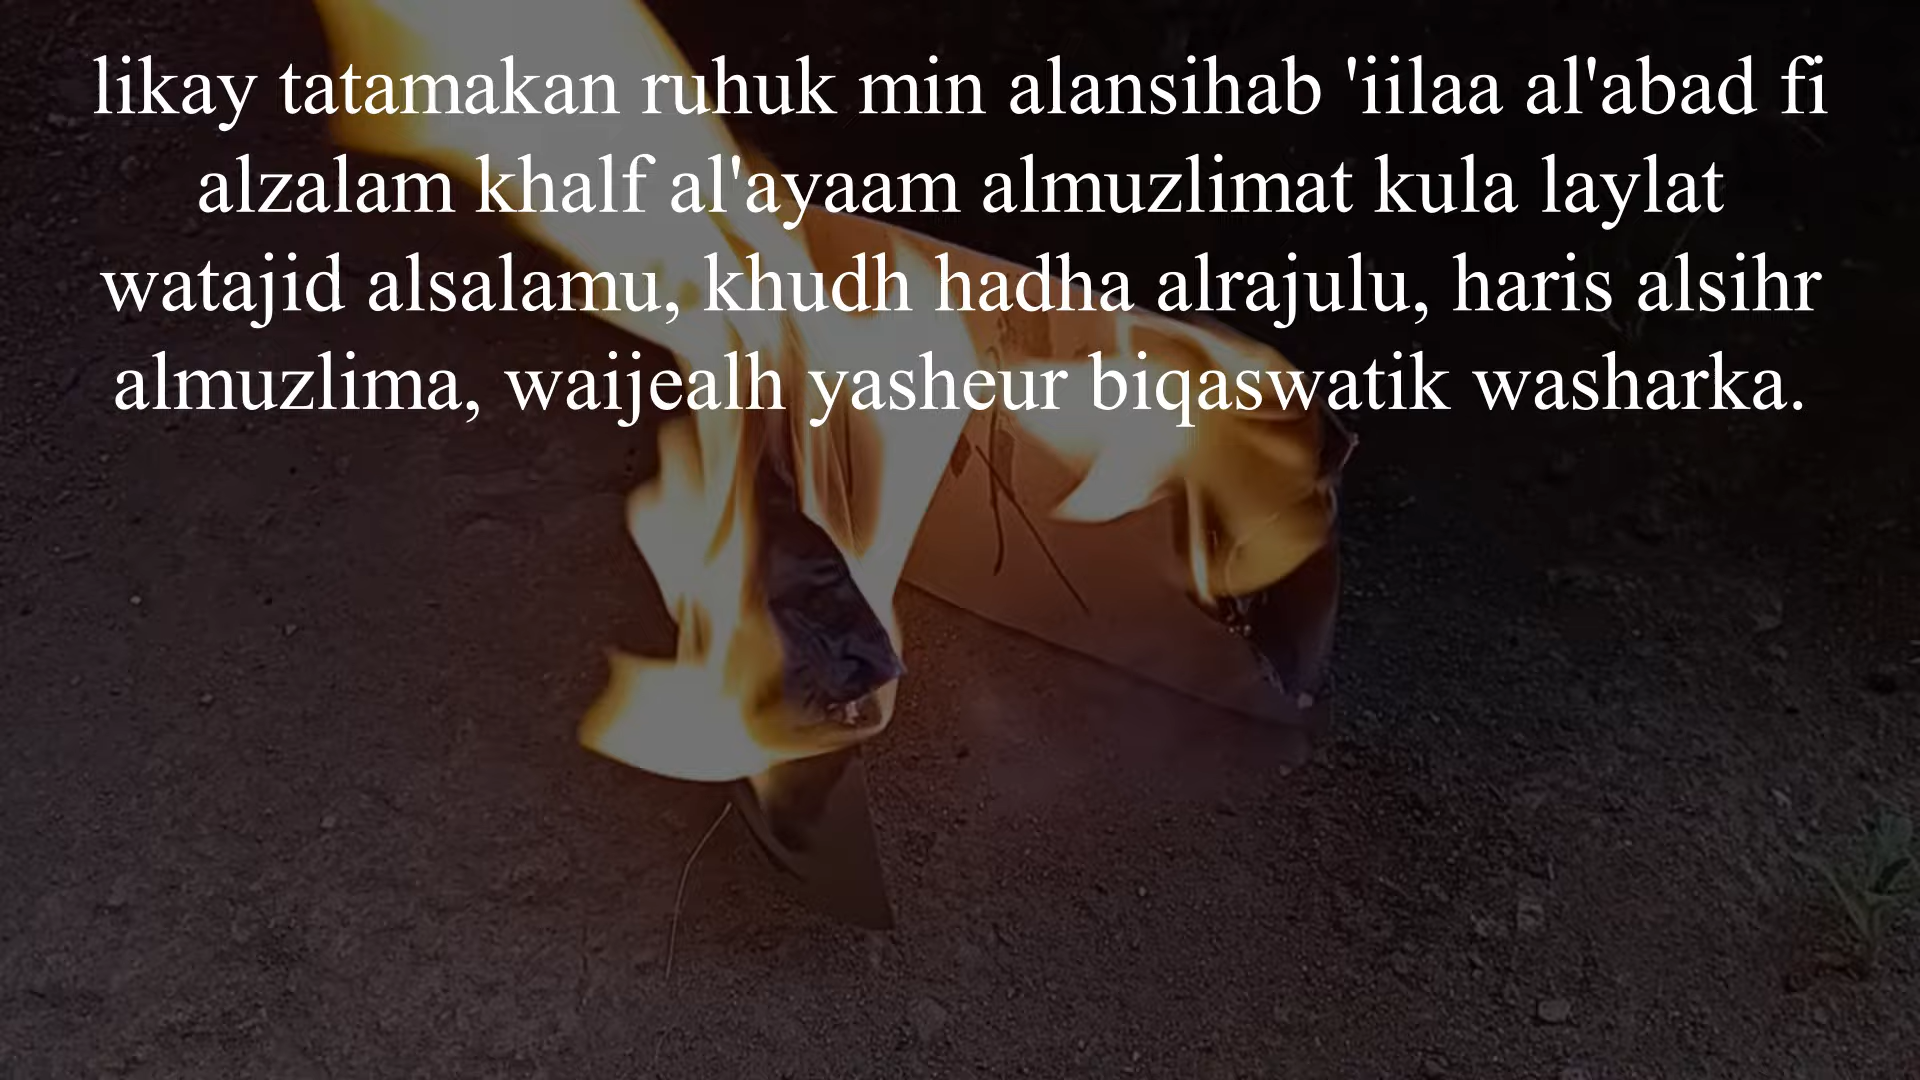 likay tatamakan ruhuk min alansihab 'iilaa al'abad fi
alzalam khalf al'ayaam almuzlimat kula laylat
watajid alsalamu, khudh hadha alrajulu, haris alsihr
almuzlima, waijealh yasheur biqaswatik washarka.